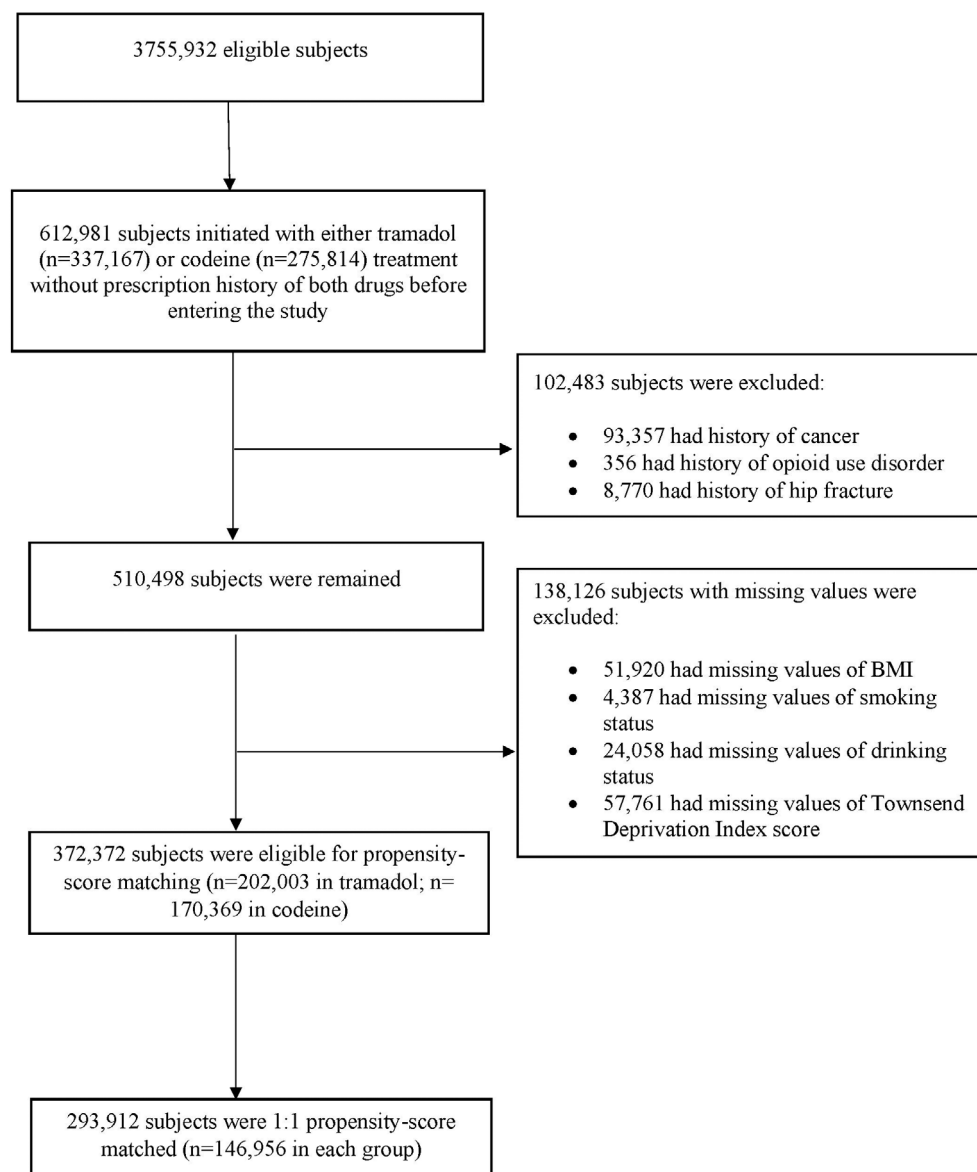 3755,932 eligible subjects
612,981 subjects initiated with either tramadol
(n=337,167) or codeine (n=275,814) treatment
without prescription history of both drugs before
entering the study
102,483 subjects were excluded:
• 93,357 had history of cancer
• 356 had history of opioid use disorder
• 8,770 had history of hip fracture
510,498 subjects were remained
138,126 subjects with missing values were
excluded:
• 51,920 had missing values of BMI
• 4,387 had missing values of smoking
status
• 24,058 had missing values of drinking
status
• 57,761 had missing values of Townsend
Deprivation Index score
372,372 subjects were eligible for propensity-
score matching (n=202,003 in tramadol; n=
170,369 in codeine)
293,912 subjects were 1:1 propensity-score
matched (n=146,956 in each group)